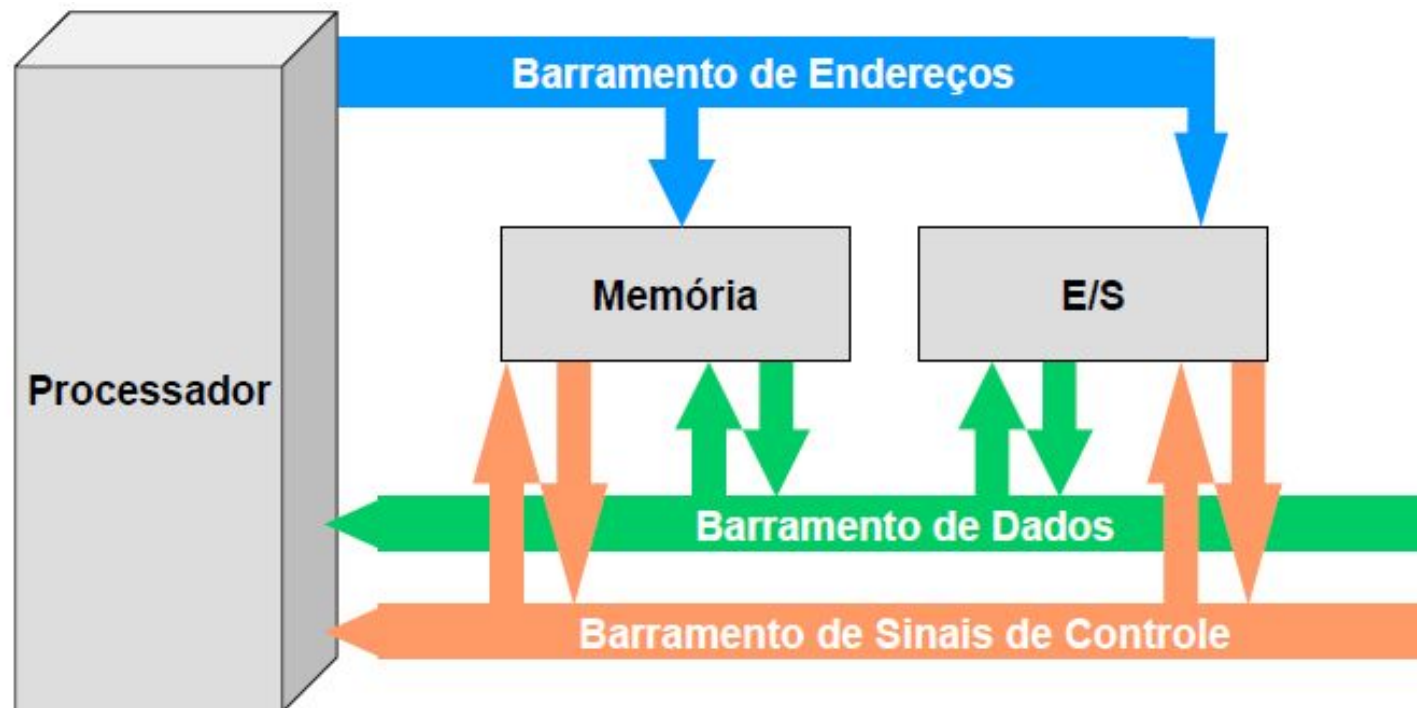 Barramento de Endereços
Memória
E/S
Processador
Barramento de Dados
Barramento de Sinais de Controle